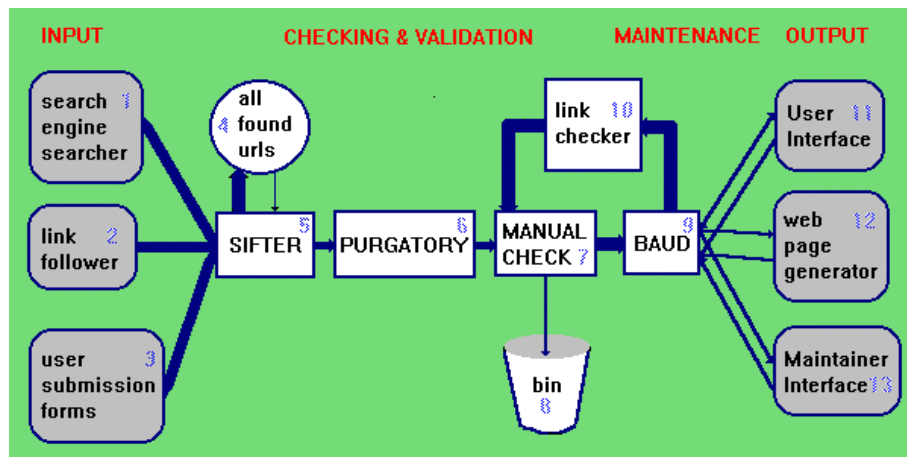 INPUT
CHECKING & VALIDATION
MAINTENANCE
OUTPUT
search 1
engine
searcher
all
4 found
urls
link 10
checker
User 11
Interface
link 2
follower
5
SIFTER
6
PURGATORY
MANUAL
CHECK 7
9
BAUD
web 12
page
generator
user 3
submission
forms
bin
8
Maintainer
Interface 13